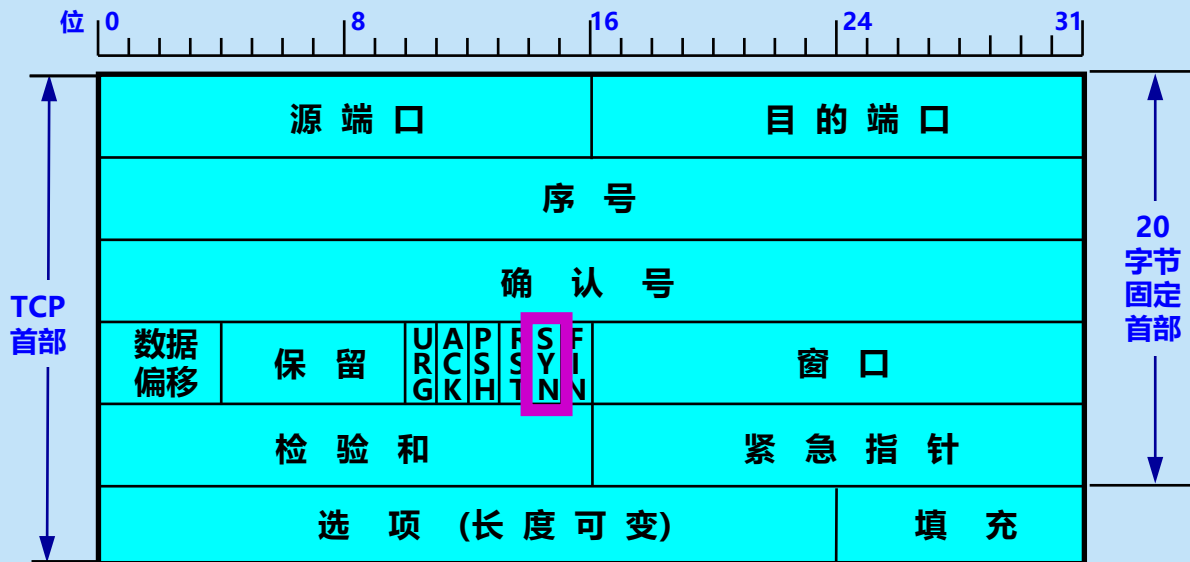 位 0 8 16 24 31
源 端 口 目 的 端 口
序 号
确 认 号
TCP
首部
20
字节
固定
首部
数据
偏移
保 留
URG
ACK
PSH
RST
SYN
FIN
窗 口
检 验 和 紧 急 指 针
选 项 (长 度 可 变) 填 充